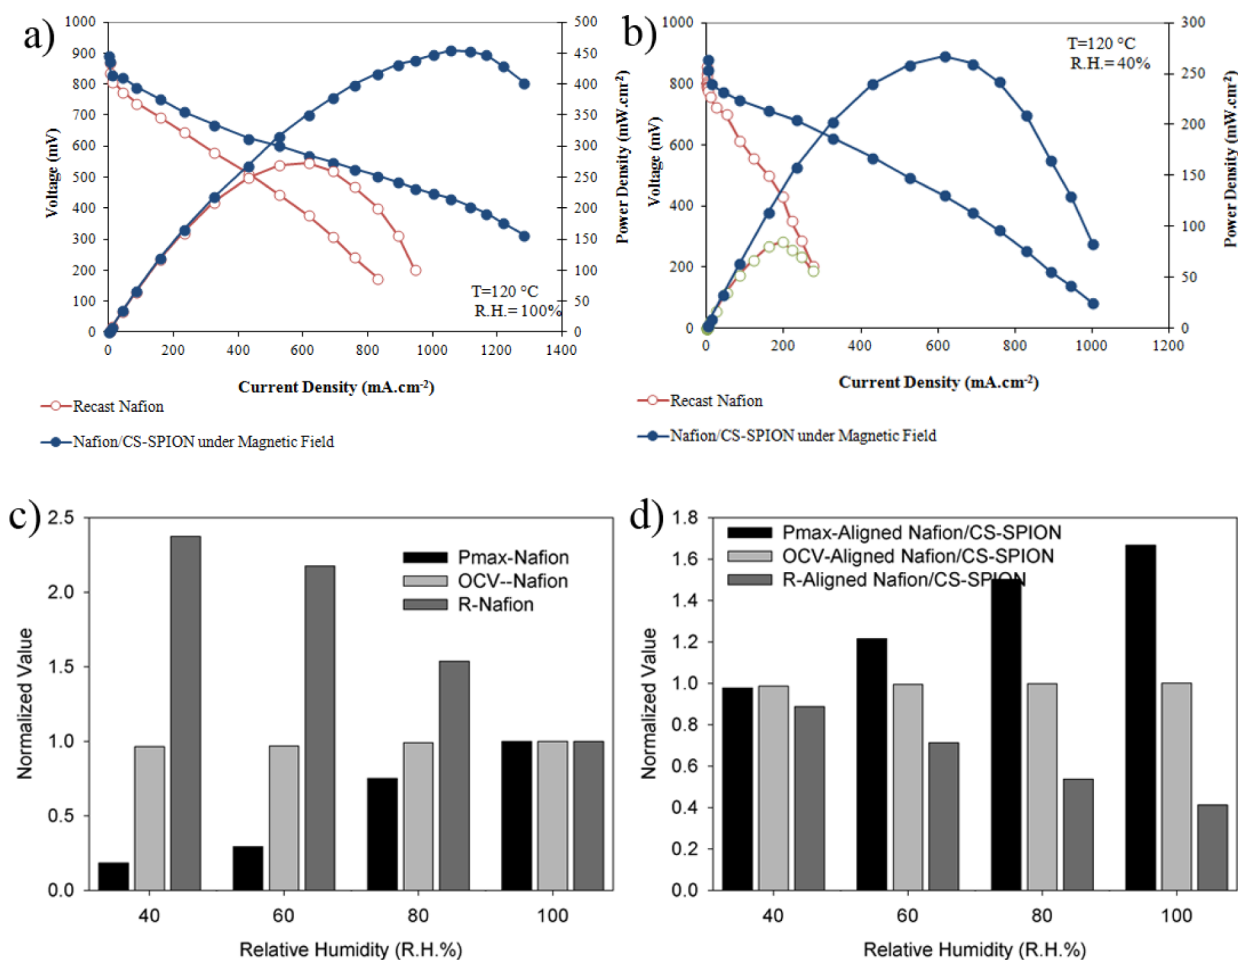 a)
1000
900
800
700
600
500
400
300
200
100
0
Voltage (mV)
500
450
400
350
300
250
200
150
100
50
0
Power Density (mW.cm-2)
T=120 °C
R.H.= 100%
0 200 400 600 800 1000 1200 1400
Current Density (mA.cm-2)
Recast Nafion
Nafion/CS-SPION under Magnetic Field
b)
1000
800
600
400
200
0
Voltage (mV)
300
250
200
150
100
50
0
Power Density (mW.cm-2)
T=120 °C
R.H.= 40%
0 200 400 600 800 1000 1200
Current Density (mA.cm-2)
Recast Nafion
Nafion/CS-SPION under Magnetic Field
c)
2.5
2.0
1.5
1.0
0.5
0.0
Normalized Value
Pmax-Nafion
OCV--Nafion
R-Nafion
40 60 80 100
Relative Humidity (R.H.%)
d)
1.8
1.6
1.4
1.2
1.0
0.8
0.6
0.4
0.2
0.0
Normalized Value
Pmax-Aligned Nafion/CS-SPION
OCV-Aligned Nafion/CS-SPION
R-Aligned Nafion/CS-SPION
40 60 80 100
Relative Humidity (R.H.%)